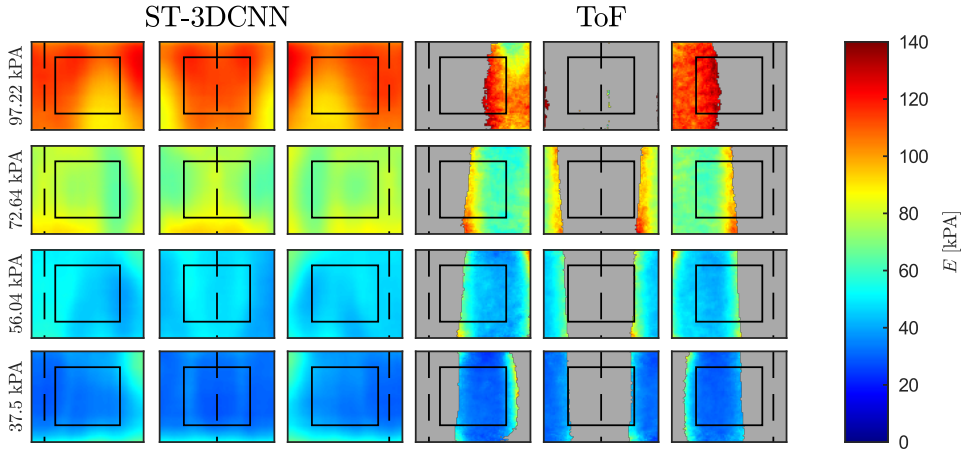 ST-3DCNN ToF
97.22 kPA
72.64 kPA
56.04 kPA
37.5 kPA
140
120
100
80
60
40
20
0
E [kPA]